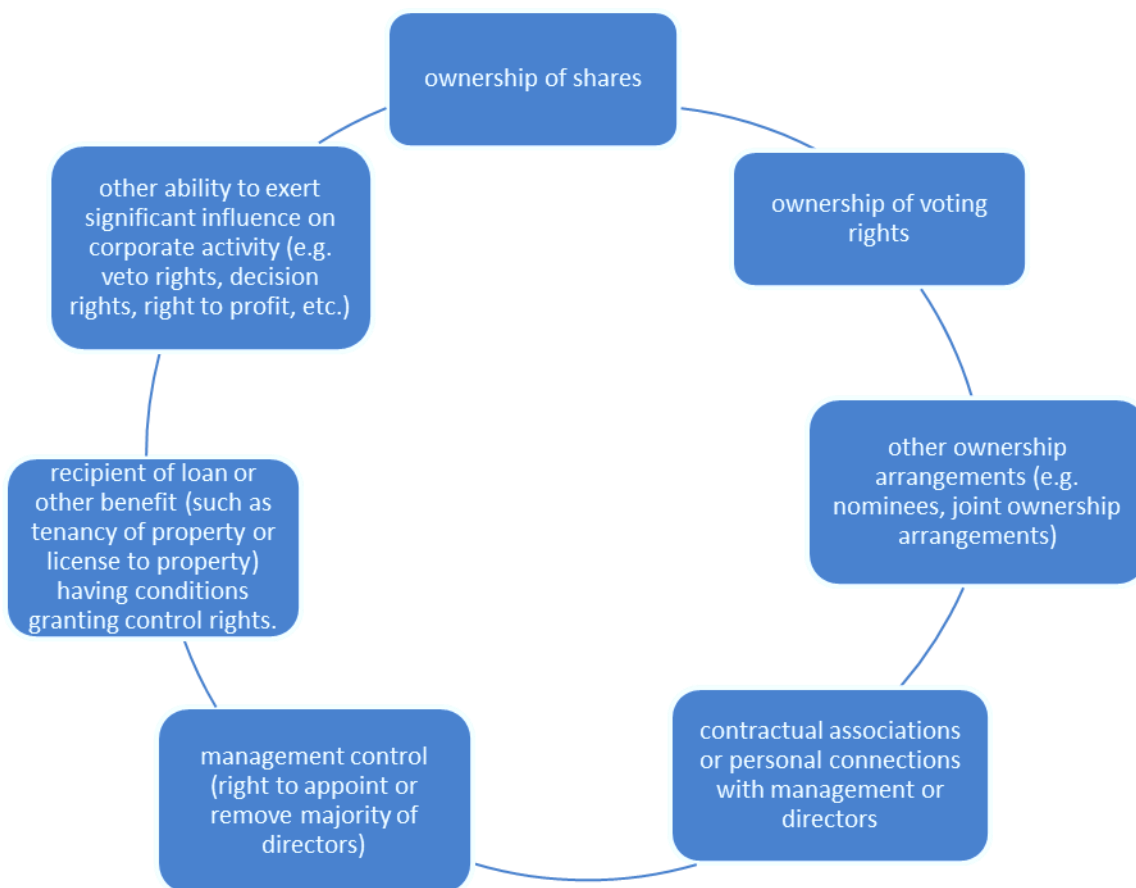 ownership of shares
ownership of voting
rights
other ownership
arrangements (e.g.
nominees, joint ownership
arrangements)
contractual associations
or personal connections
with management or
directors
management control
(right to appoint or
remove majority of
directors)
recipient of loan or
other benefit (such as
tenancy of property or
license to property)
having conditions
granting control rights.
other ability to exert
significant influence on
corporate activity (e.g.
veto rights, decision
rights, right to profit, etc.)